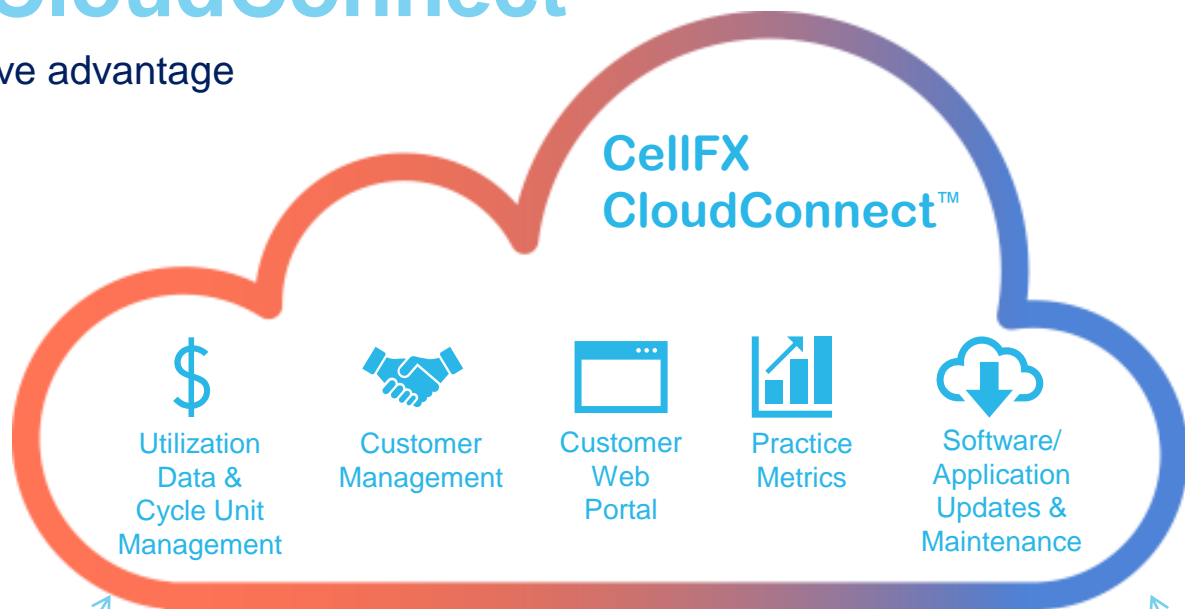 CloudConnect
ve advantage
CellFX
CloudConnect™
Utilization
Data &
Cycle Unit
Management
Customer
Management
Customer
Web
Portal
Practice
Metrics
Software/
Application
Updates &
Maintenance